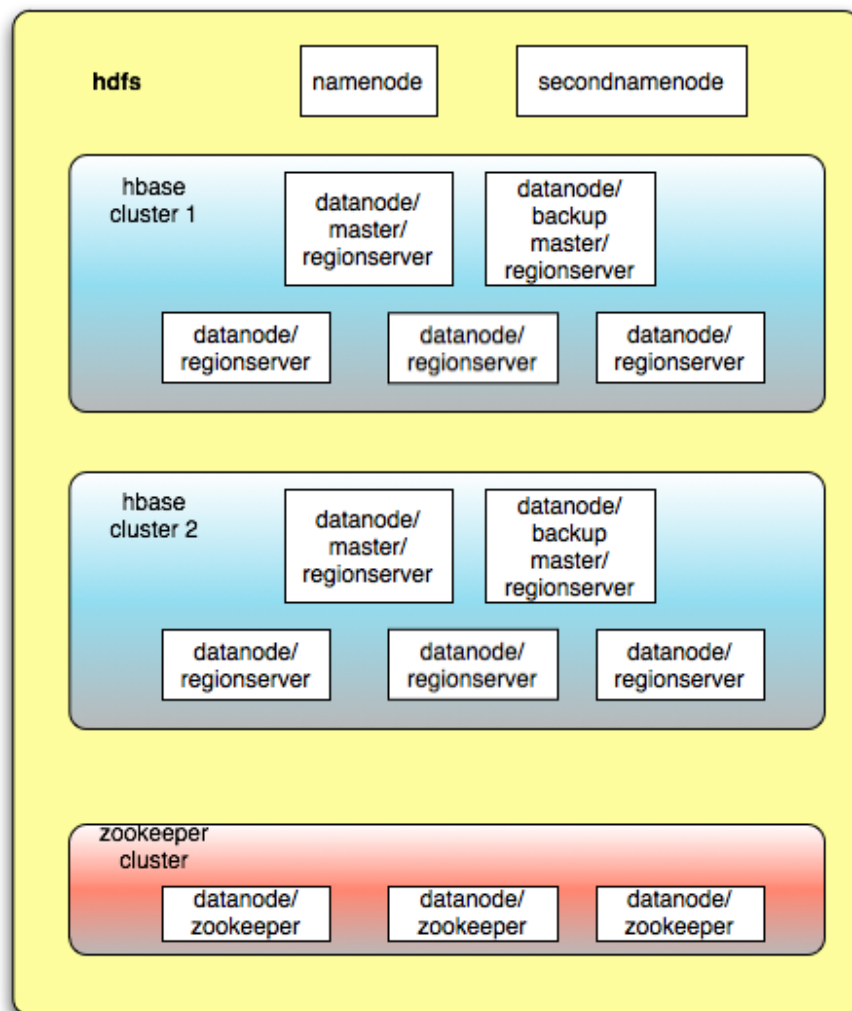 hdfs
namenode
secondnamenode
hbase
cluster 1
datanode/
master/
regionserver
datanode/
backup
master/
regionserver
datanode/
regionserver
datanode/
regionserver
datanode/
regionserver
hbase
cluster 2
datanode/
master/
regionserver
datanode/
backup
master/
regionserver
datanode/
regionserver
datanode/
regionserver
datanode/
regionserver
zookeeper
cluster
datanode/
zookeeper
datanode/
zookeeper
datanode/
zookeeper